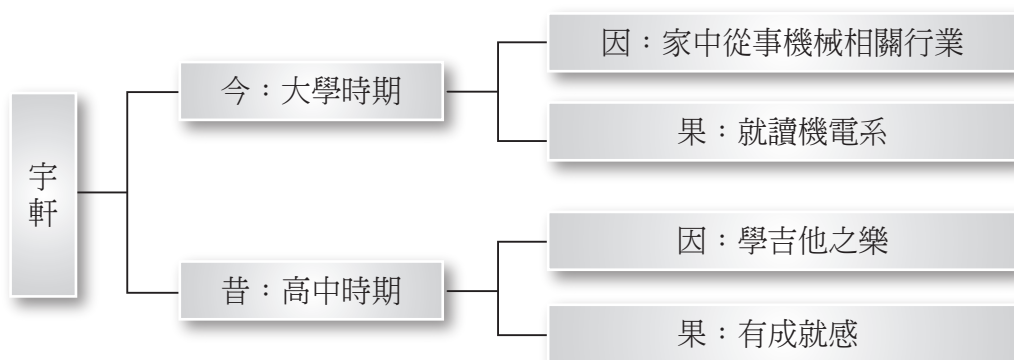 宇軒
今：大學時期
因：家中從事機械相關行業
果：就讀機電系
昔：高中時期
因：學吉他之樂
果：有成就感